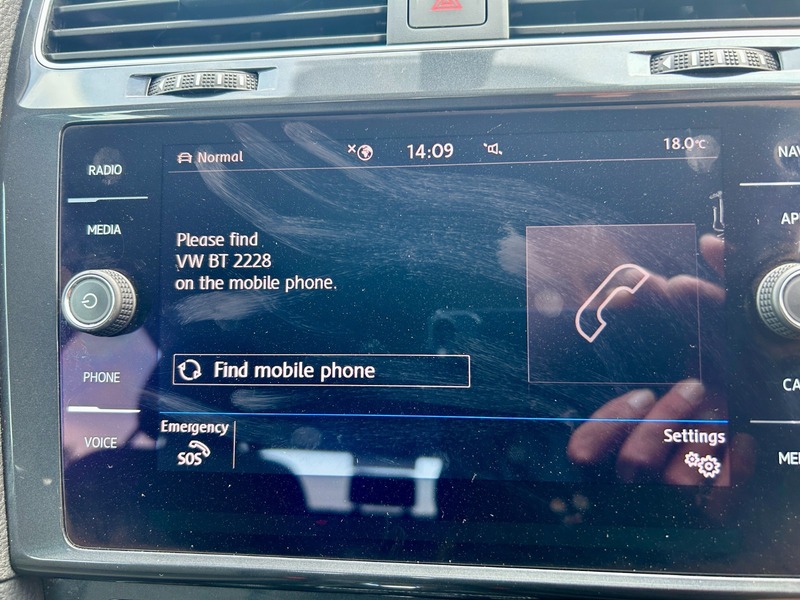 Normal 14:09 18.0°C
RADIO
MEDIA
PHONE
VOICE
Please find
VW BT 2228
on the mobile phone.
Find mobile phone
Emergency
SOS
Settings